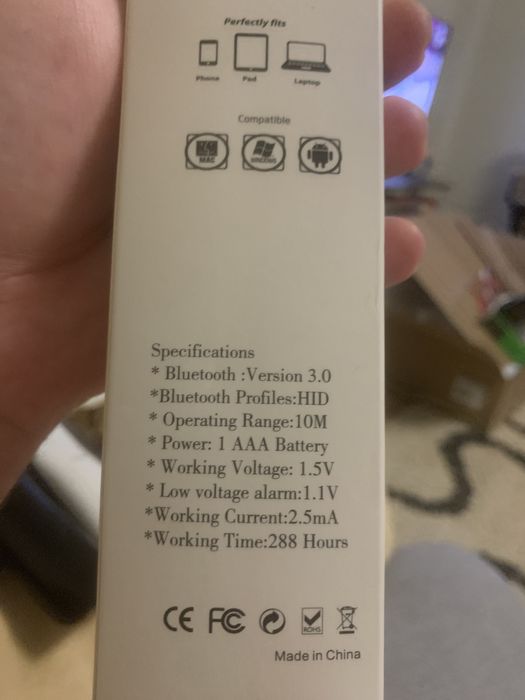 Perfectly fits
Phone Pad Laptop
Compatible
MAC WINDOWS
Specifications
* Bluetooth :Version 3.0
*Bluetooth Profiles:HID
* Operating Range:10M
* Power: 1 AAA Battery
* Working Voltage: 1.5V
* Low voltage alarm:1.1V
*Working Current:2.5mA
*Working Time:288 Hours
CE FC ROHS
Made in China